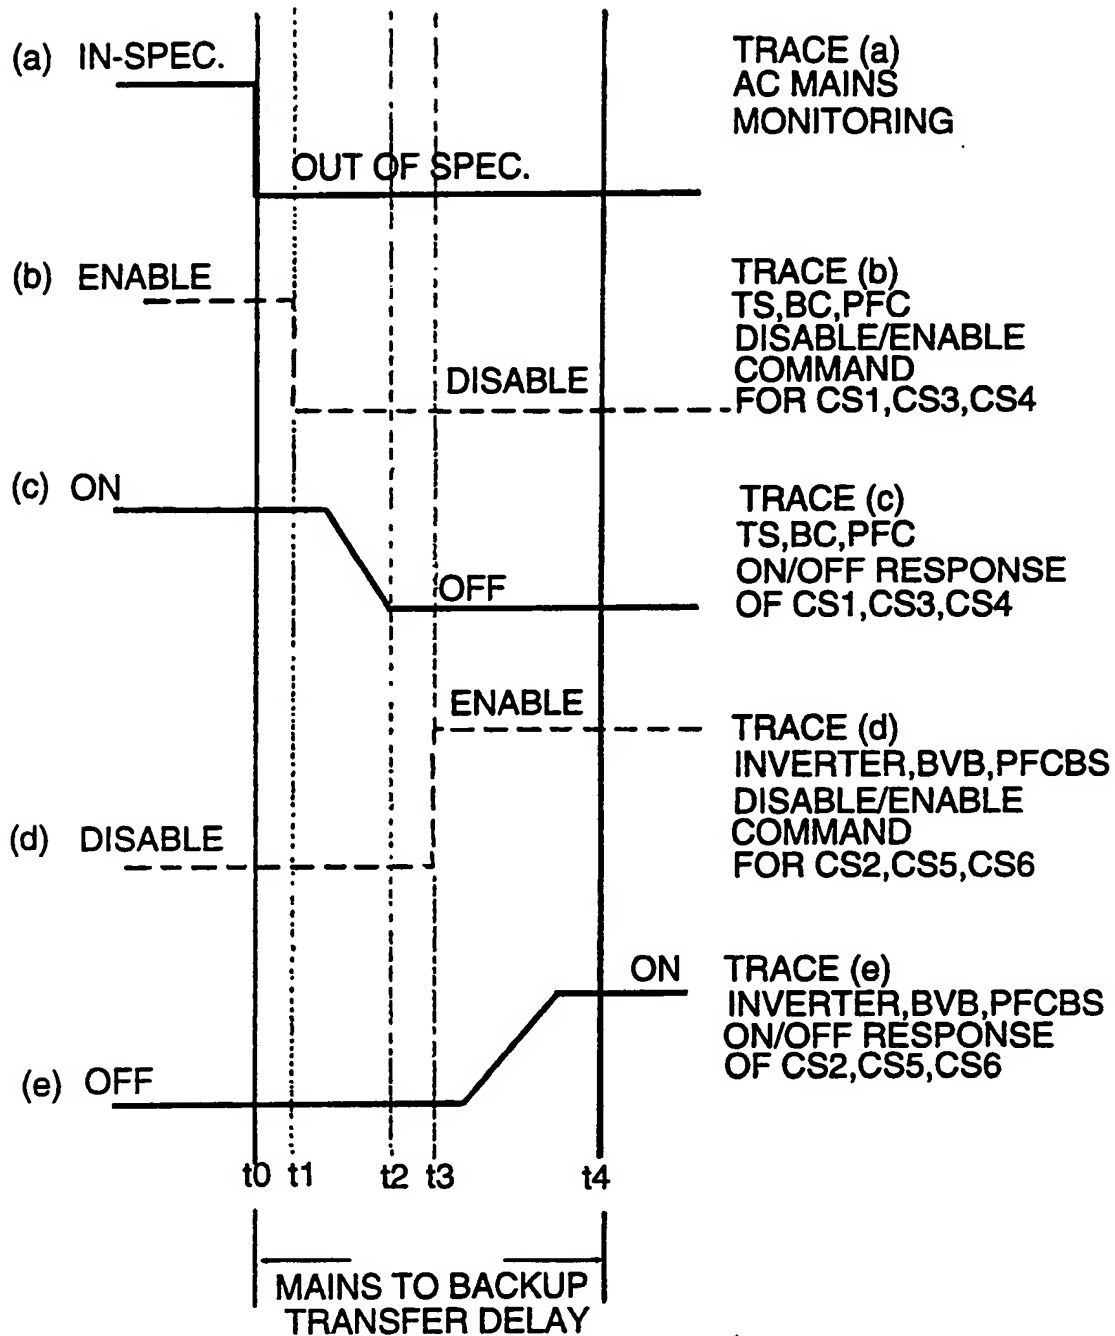 (a) IN-SPEC.
TRACE (a)
AC MAINS
MONITORING
OUT OF SPEC.
(b) ENABLE
TRACE (b)
TS,BC,PFC
DISABLE/ENABLE
COMMAND
FOR CS1,CS3,CS4
DISABLE
(c) ON
TRACE (c)
TS,BC,PFC
ON/OFF RESPONSE
OF CS1,CS3,CS4
OFF
ENABLE
TRACE (d)
INVERTER,BVB,PFCBS
DISABLE/ENABLE
COMMAND
FOR CS2,CS5,CS6
(d) DISABLE
ON
TRACE (e)
INVERTER,BVB,PFCBS
ON/OFF RESPONSE
OF CS2,CS5,CS6
(e) OFF
t0 t1 t2 t3 t4
MAINS TO BACKUP
TRANSFER DELAY